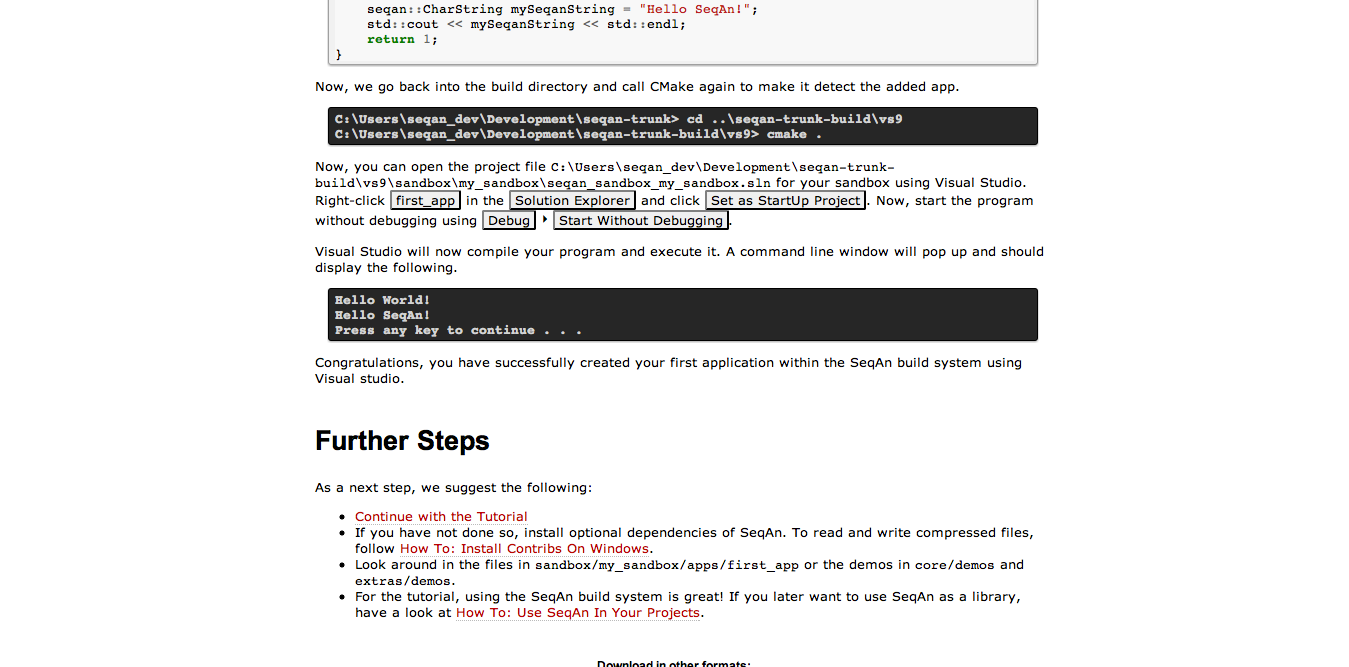 seqan::CharString mySeqanString = "Hello SeqAn!";
std::cout << mySeqanString << std::endl;
return 1;
}
Now, we go back into the build directory and call CMake again to make it detect the added app.
C:\Users\seqan_dev\Development\seqan-trunk> cd ..\seqan-trunk-build\vs9
C:\Users\seqan_dev\Development\seqan-trunk-build\vs9> cmake .
Now, you can open the project file C:\Users\seqan_dev\Development\seqan-trunk-
build\vs9\sandbox\my_sandbox\seqan_sandbox_my_sandbox.sln for your sandbox using Visual Studio.
Right-click first_app in the Solution Explorer and click Set as StartUp Project. Now, start the program
without debugging using Debug ‣ Start Without Debugging.
Visual Studio will now compile your program and execute it. A command line window will pop up and should
display the following.
Hello World!
Hello SeqAn!
Press any key to continue . . .
Congratulations, you have successfully created your first application within the SeqAn build system using
Visual studio.
Further Steps
As a next step, we suggest the following:
• Continue with the Tutorial
• If you have not done so, install optional dependencies of SeqAn. To read and write compressed files,
follow How To: Install Contribs On Windows.
• Look around in the files in sandbox/my_sandbox/apps/first_app or the demos in core/demos and
extras/demos.
• For the tutorial, using the SeqAn build system is great! If you later want to use SeqAn as a library,
have a look at How To: Use SeqAn In Your Projects.
Download in other formats: